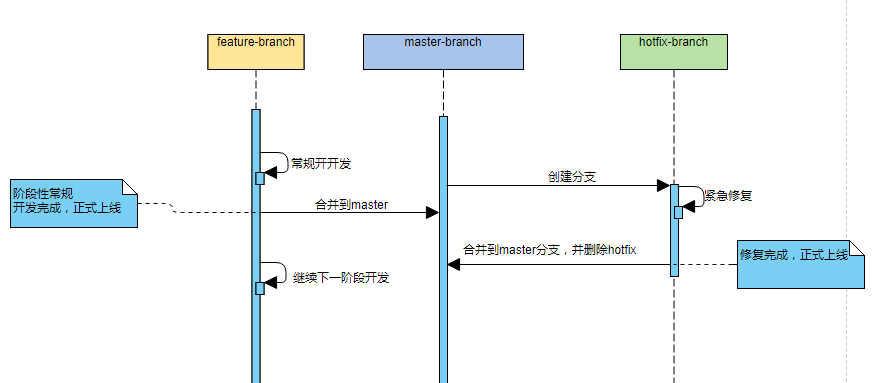 feature-branch
master-branch
hotfix-branch
常规开开发
阶段性常规
开发完成，正式上线
创建分支
紧急修复
合并到master
合并到master分支，并删除hotfix
修复完成，正式上线
继续下一阶段开发